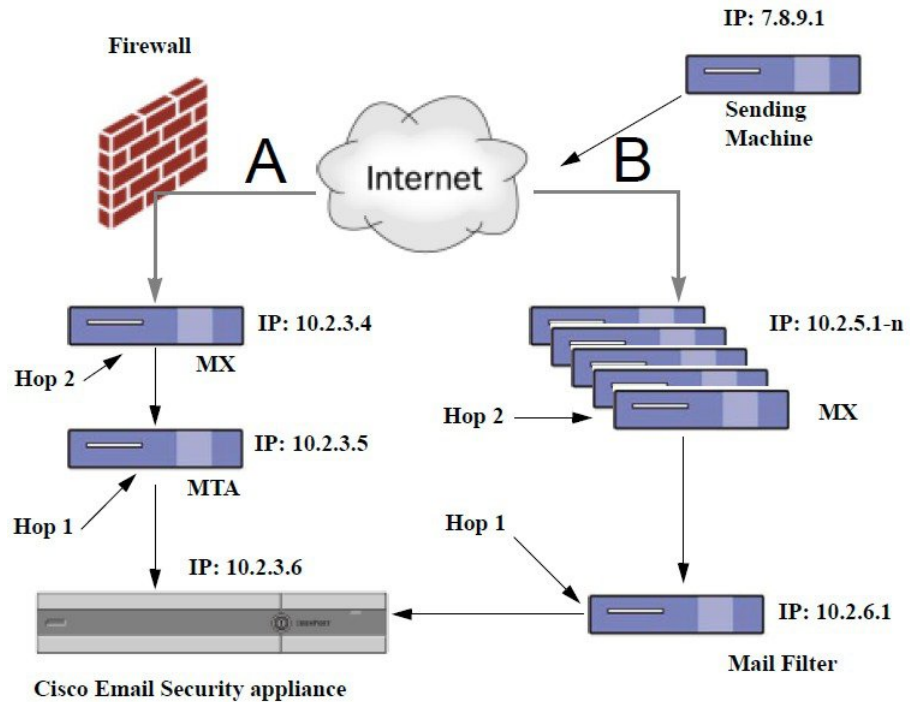 IP: 7.8.9.1
Firewall
Sending
Machine
A
Internet
B
IP: 10.2.3.4
IP: 10.2.5.1-n
MX
Hop 2
MX
Hop 2
IP: 10.2.3.5
MTA
Hop 1
Hop 1
IP: 10.2.3.6
IP: 10.2.6.1
Mail Filter
Cisco Email Security appliance